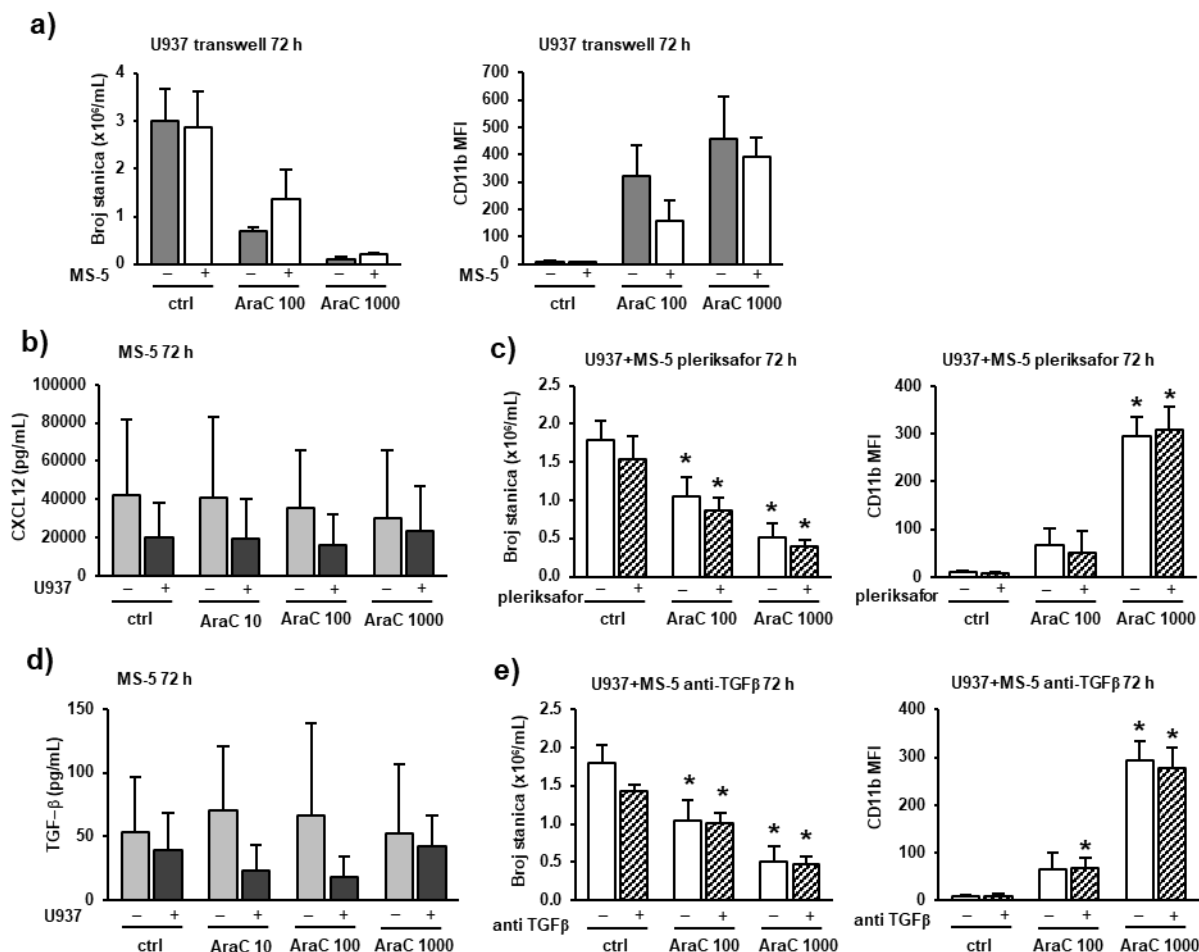 a)
U937 transwell 72 h
Broj stanica (x10⁶/mL)
4
3
2
1
0
MS-5 – + – + – +
ctrl AraC 100 AraC 1000
U937 transwell 72 h
CD11b MFI
700
600
500
400
300
200
100
0
MS-5 – + – + – +
ctrl AraC 100 AraC 1000
b)
MS-5 72 h
CXCL12 (pg/mL)
100000
80000
60000
40000
20000
0
U937 – + – + – + – +
ctrl AraC 10 AraC 100 AraC 1000
c)
U937+MS-5 pleriksafor 72 h
Broj stanica (x10⁶/mL)
2.5
2.0
1.5
1.0
0.5
0.0
* * * *
pleriksafor – + – + – +
ctrl AraC 100 AraC 1000
U937+MS-5 pleriksafor 72 h
CD11b MFI
400
300
200
100
0
* *
pleriksafor – + – + – +
ctrl AraC 100 AraC 1000
d)
MS-5 72 h
TGF–β (pg/mL)
150
100
50
0
U937 – + – + – + – +
ctrl AraC 10 AraC 100 AraC 1000
e)
U937+MS-5 anti-TGFβ 72 h
Broj stanica (x10⁶/mL)
2.5
2.0
1.5
1.0
0.5
0.0
* * * *
anti TGFβ – + – + – +
ctrl AraC 100 AraC 1000
U937+MS-5 anti-TGFβ 72 h
CD11b MFI
400
300
200
100
0
* * *
anti TGFβ – + – + – +
ctrl AraC 100 AraC 1000